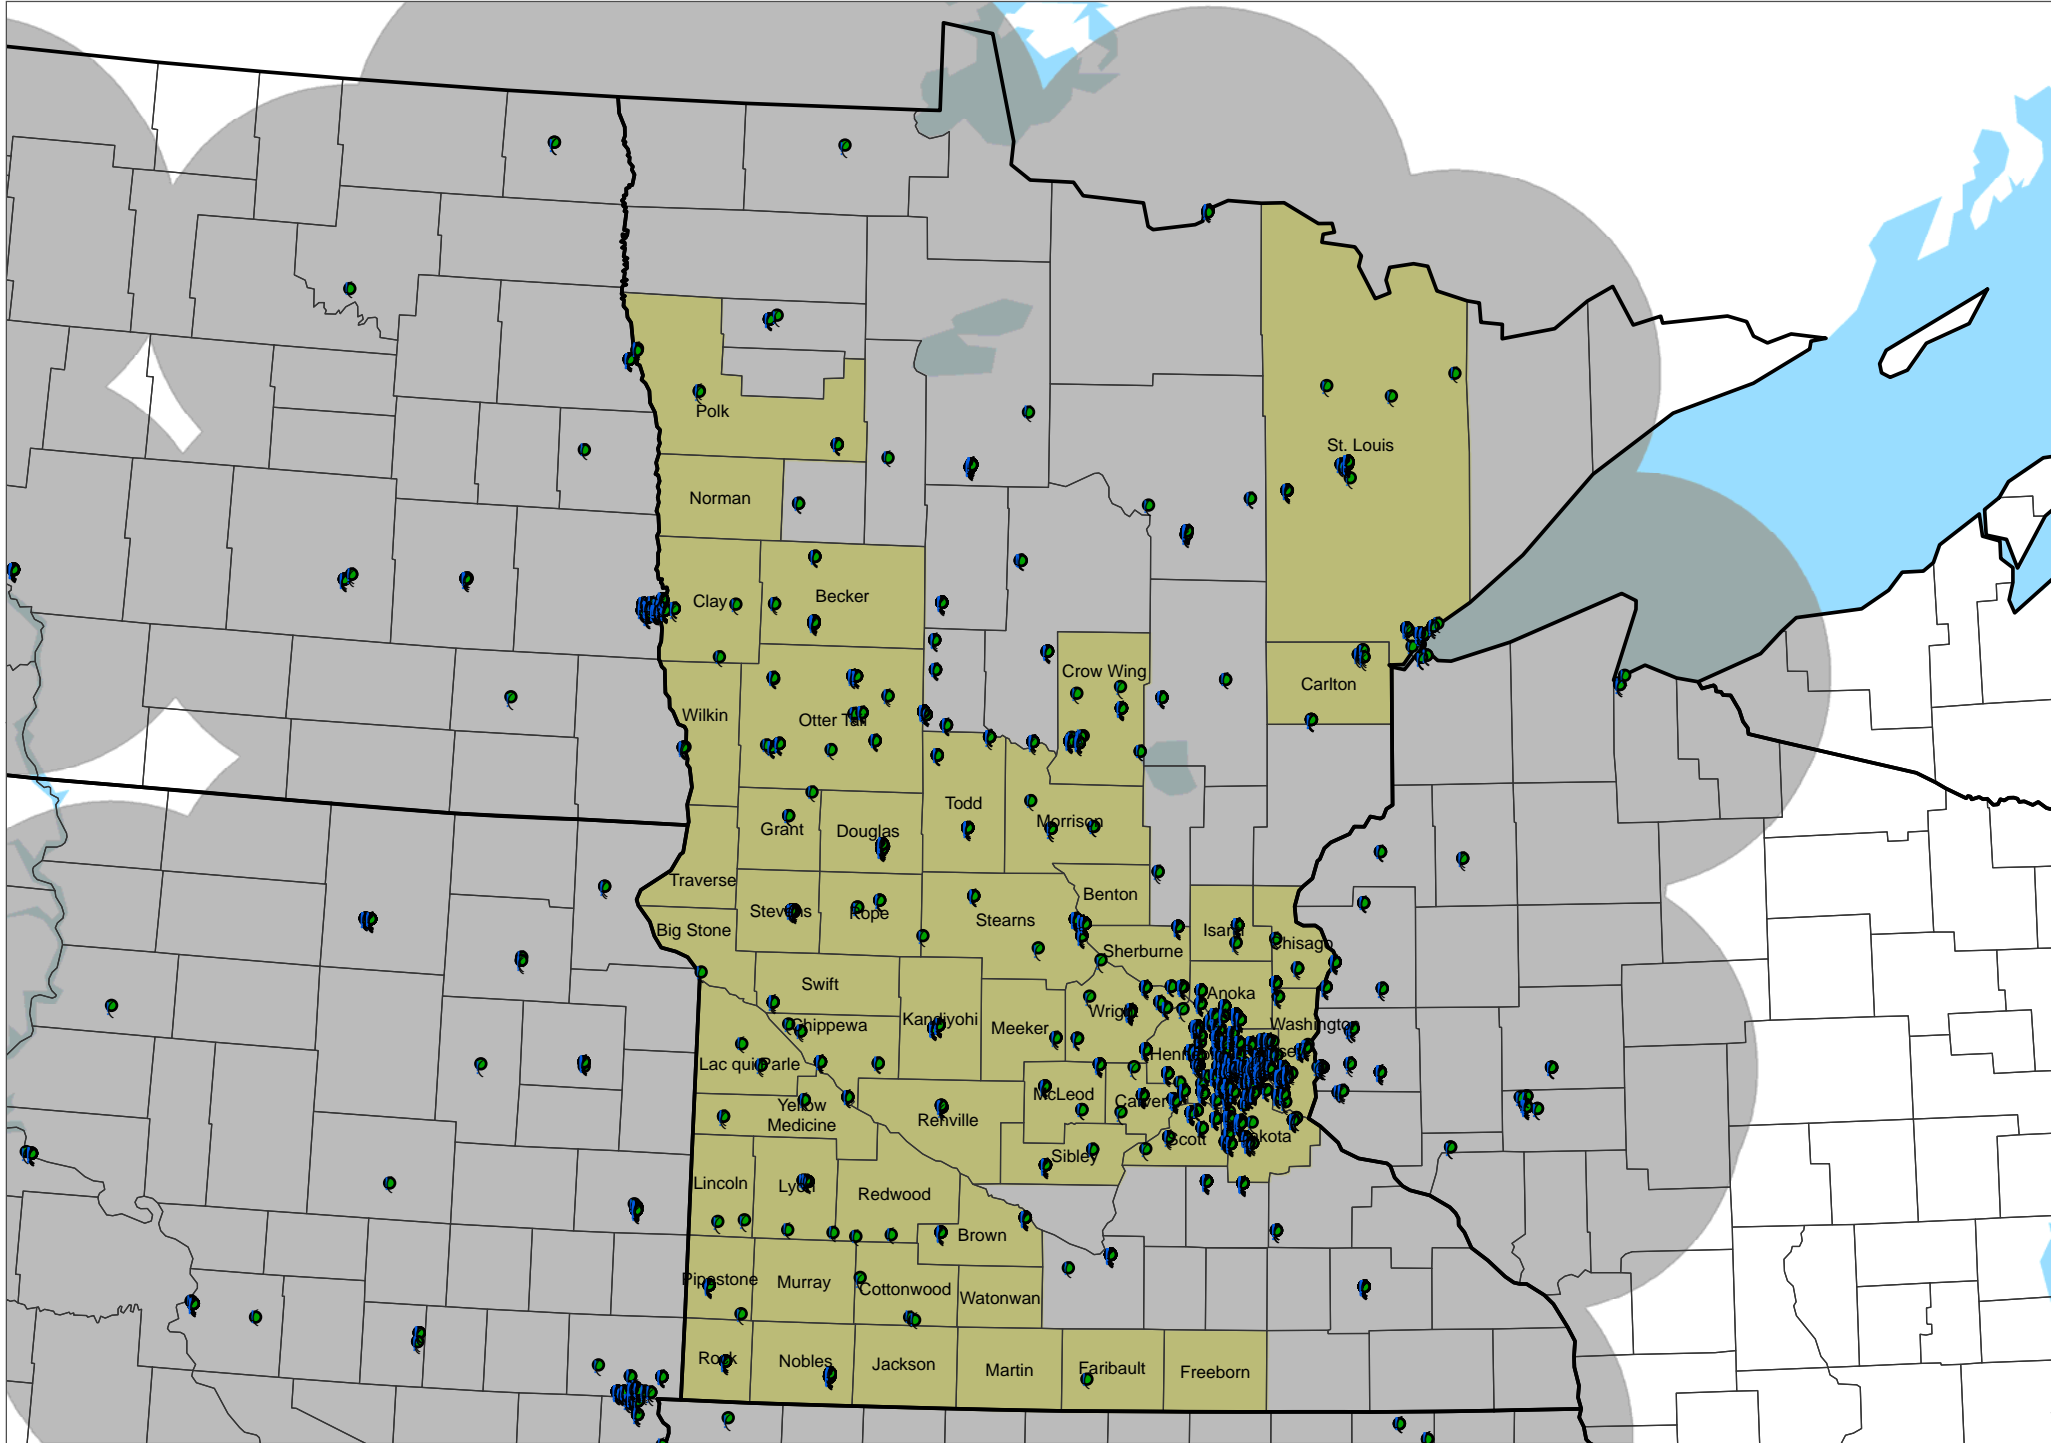 Polk
St. Louis
Norman
Clay
Becker
Crow Wing
Carlton
Wilkin
Otter Tail
Todd
Morrison
Grant
Douglas
Traverse
Benton
Stevens
Pope
Stearns
Big Stone
Isanti
Chisago
Sherburne
Swift
Anoka
Wright
Chippewa
Kandiyohi
Meeker
Washington
Lac qui Parle
McLeod
Carver
Yellow
Medicine
Renville
Scott
Dakota
Sibley
Lincoln
Lyon
Redwood
Brown
Pipestone
Murray
Cottonwood
Watonwan
Rock
Nobles
Jackson
Martin
Faribault
Freeborn